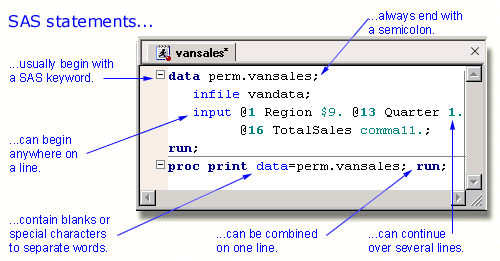 SAS statements...
...always end with
a semicolon.
...usually begin with
a SAS keyword.
vansales*
data perm.vansales;
infile vandata;
input @1 Region $9. @13 Quarter 1.
@16 TotalSales comma11.;
run;
proc print data=perm.vansales; run;
...can begin
anywhere on
a line.
...contain blanks or
special characters
to separate words.
...can be combined
on one line.
...can continue
over several lines.